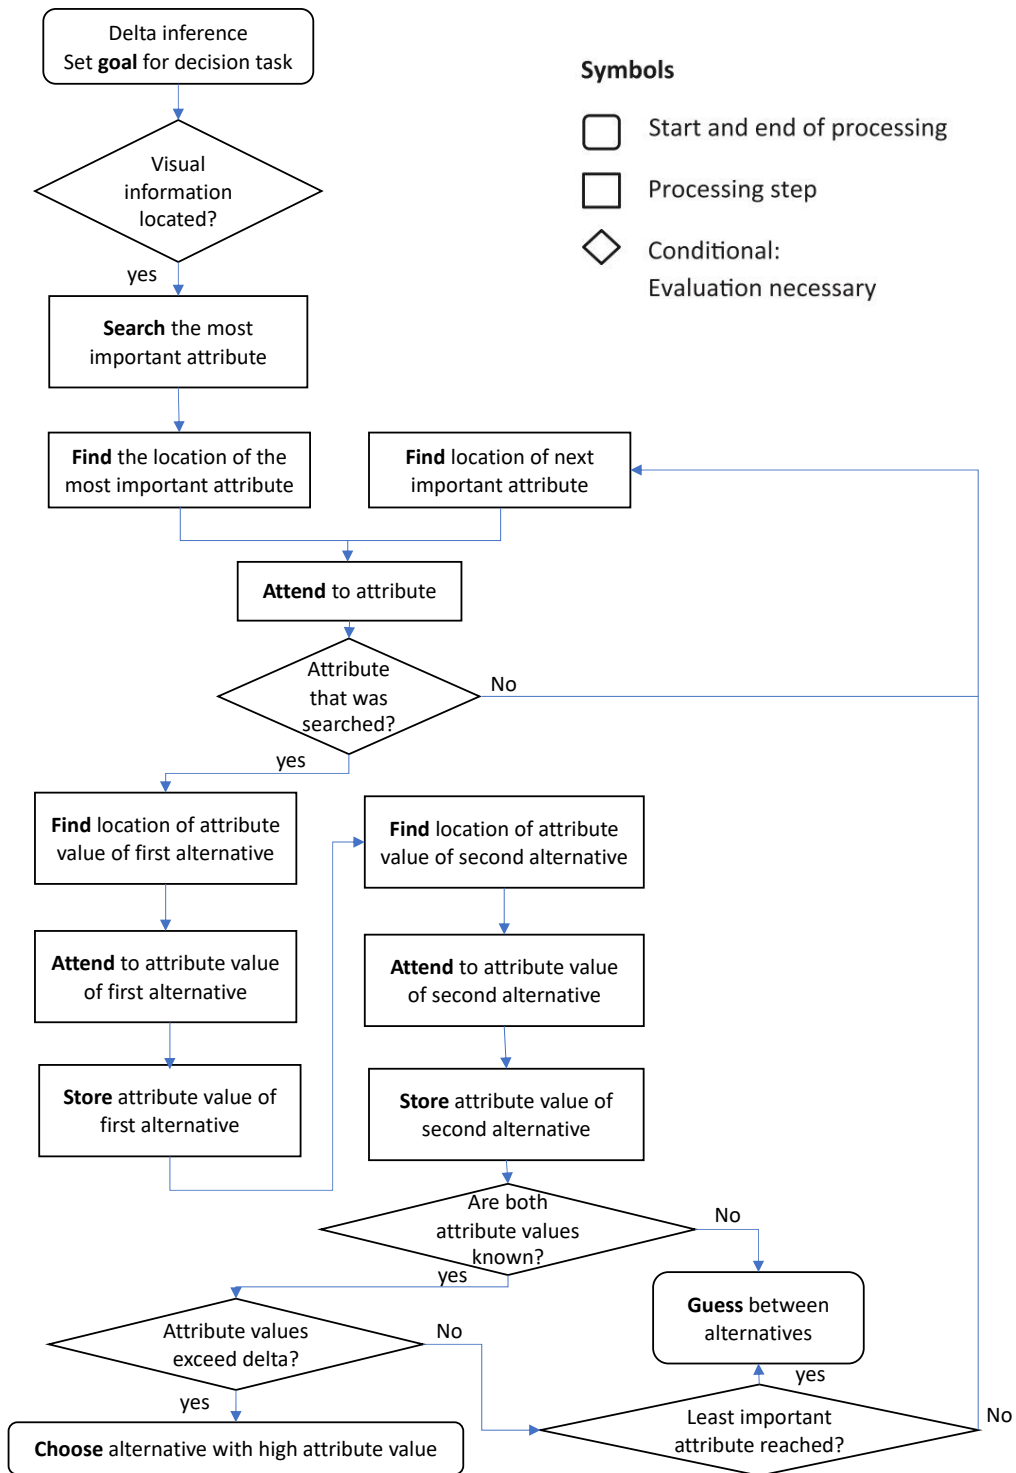 Delta inference
Set goal for decision task
Symbols
Start and end of processing
Processing step
Conditional:
Evaluation necessary
Visual
information
located?
yes
Search the most
important attribute
Find the location of the
most important attribute
Find location of next
important attribute
Attend to attribute
Attribute
that was
searched?
No
yes
Find location of attribute
value of first alternative
Find location of attribute
value of second alternative
Attend to attribute value
of first alternative
Attend to attribute value
of second alternative
Store attribute value of
first alternative
Store attribute value of
second alternative
Are both
attribute values
known?
No
yes
Guess between
alternatives
Attribute values
exceed delta?
No
yes
yes
Least important
attribute reached?
No
Choose alternative with high attribute value